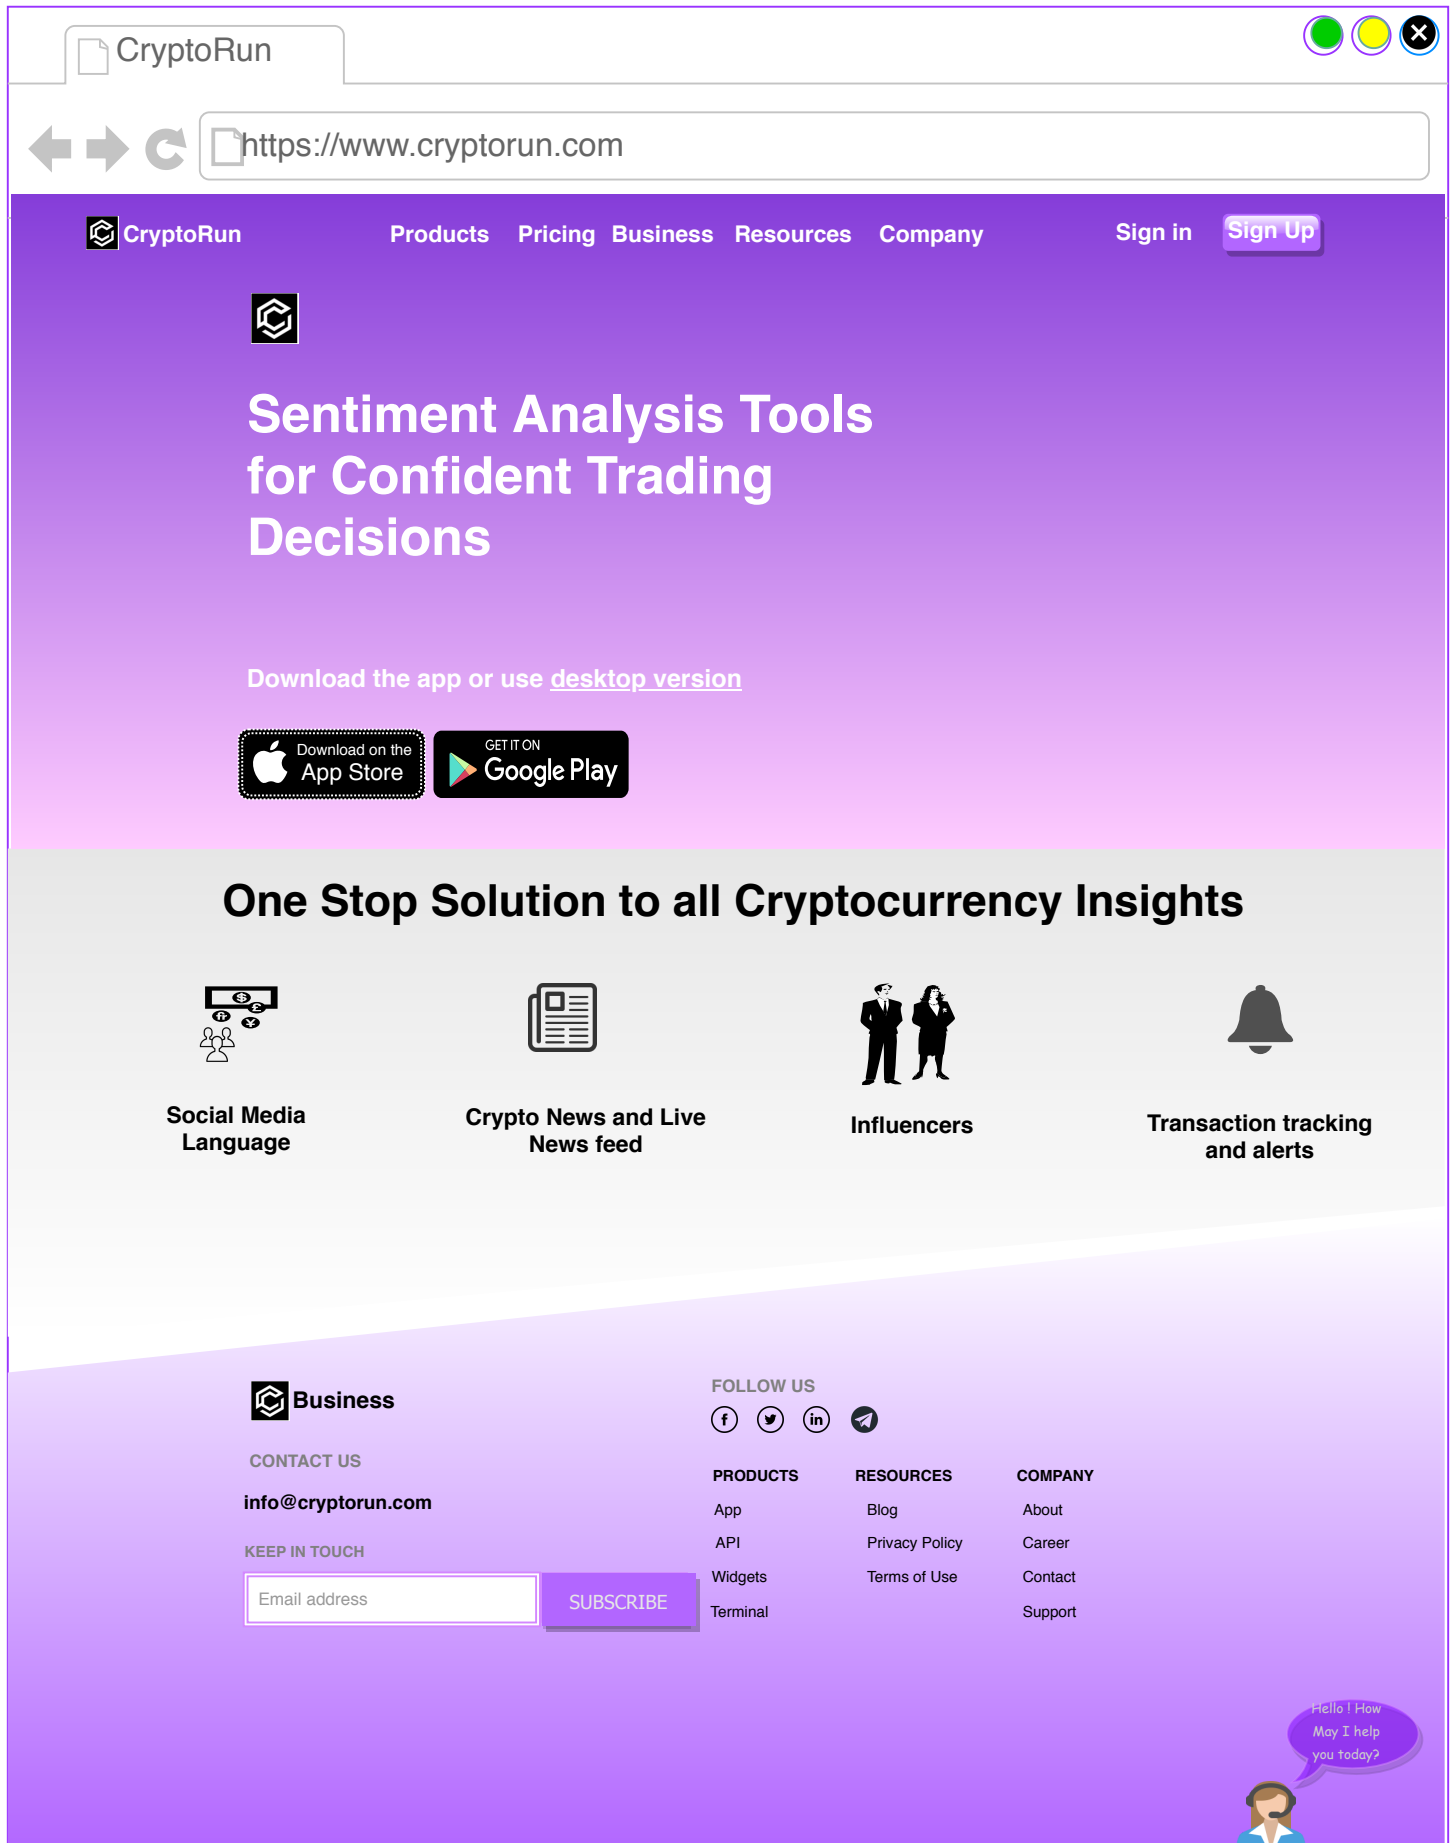 CryptoRun
https://www.cryptorun.com
CryptoRun
Products Pricing Business Resources Company
Sign in Sign Up
Sentiment Analysis Tools
for Confident Trading
Decisions
Download the app or use desktop version
Download on the
App Store
GET IT ON
Google Play
One Stop Solution to all Cryptocurrency Insights
Social Media
Language
Crypto News and Live
News feed
Influencers
Transaction tracking
and alerts
Business
CONTACT US
info@cryptorun.com
KEEP IN TOUCH
Email address
SUBSCRIBE
FOLLOW US
PRODUCTS
App
API
Widgets
Terminal
RESOURCES
Blog
Privacy Policy
Terms of Use
COMPANY
About
Career
Contact
Support
Hello ! How
May I help
you today?